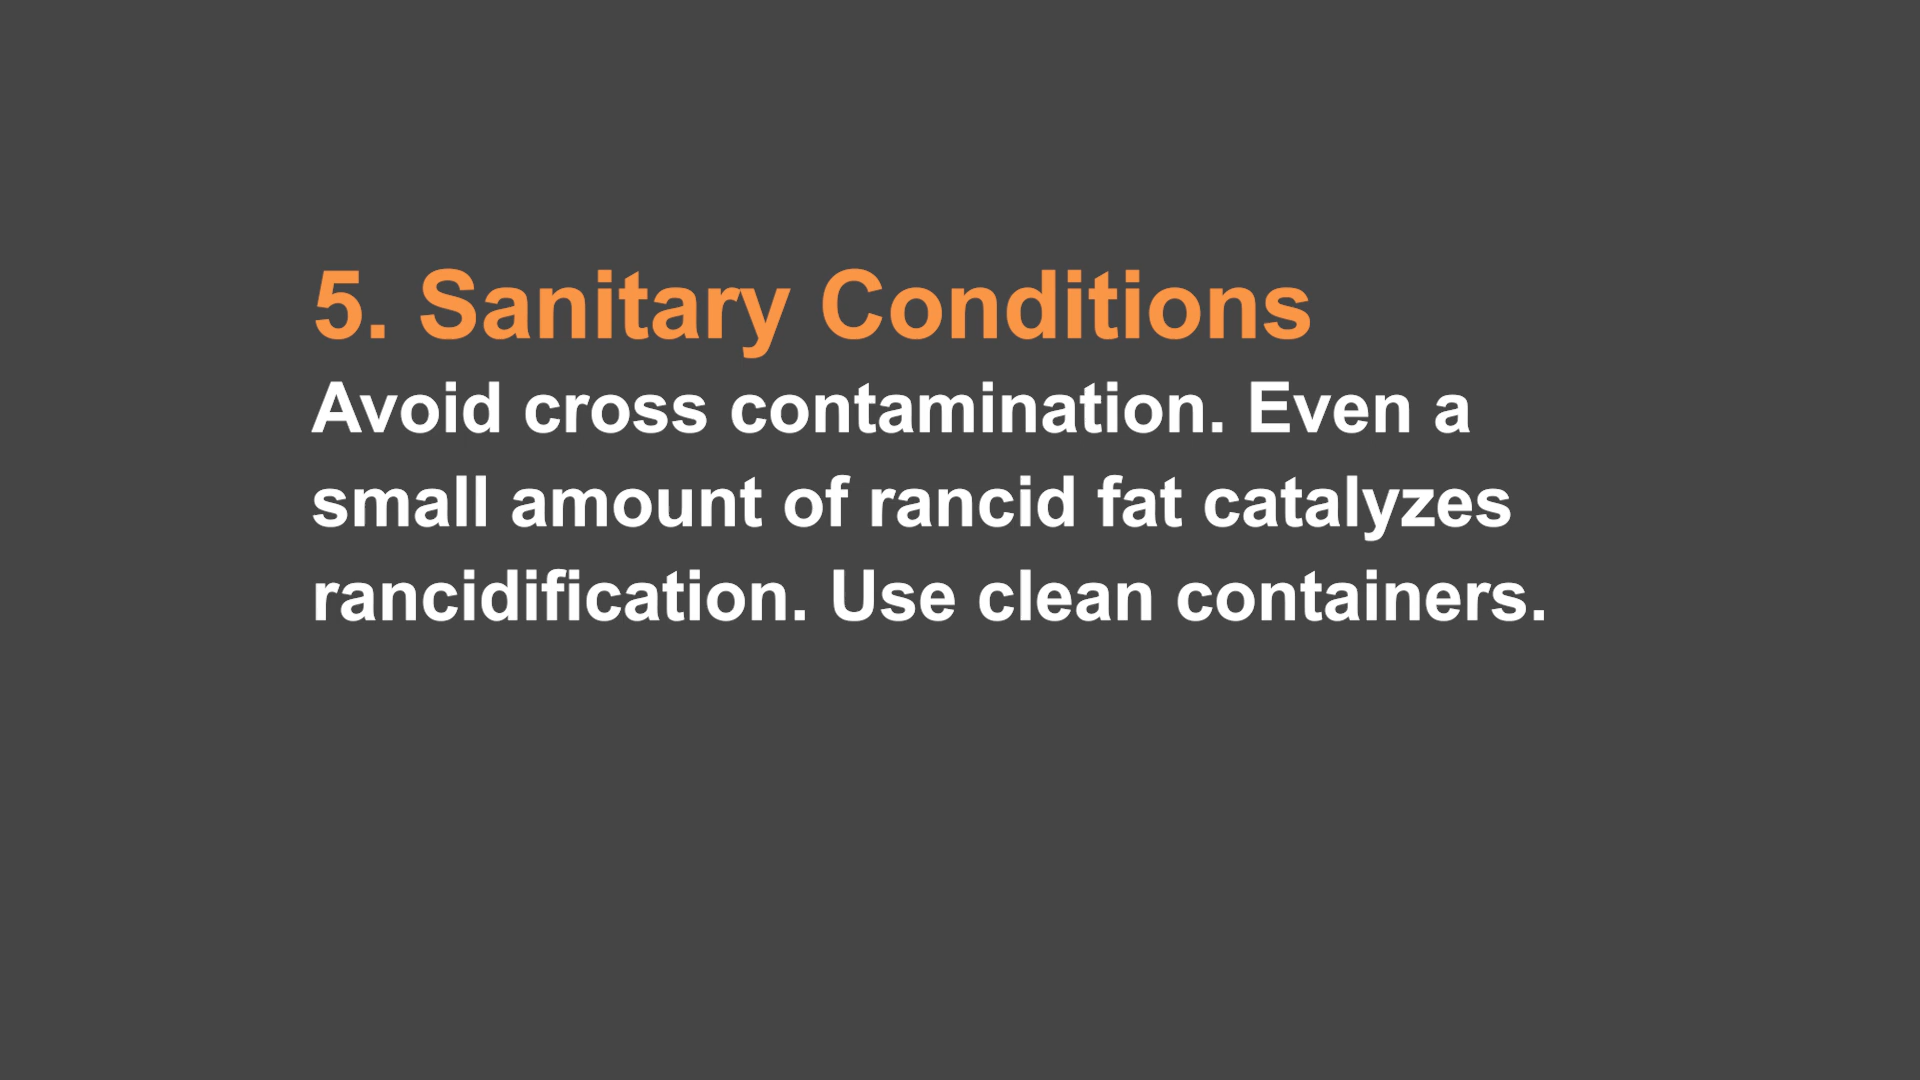 5. Sanitary Conditions
Avoid cross contamination. Even a
small amount of rancid fat catalyzes
rancidification. Use clean containers.